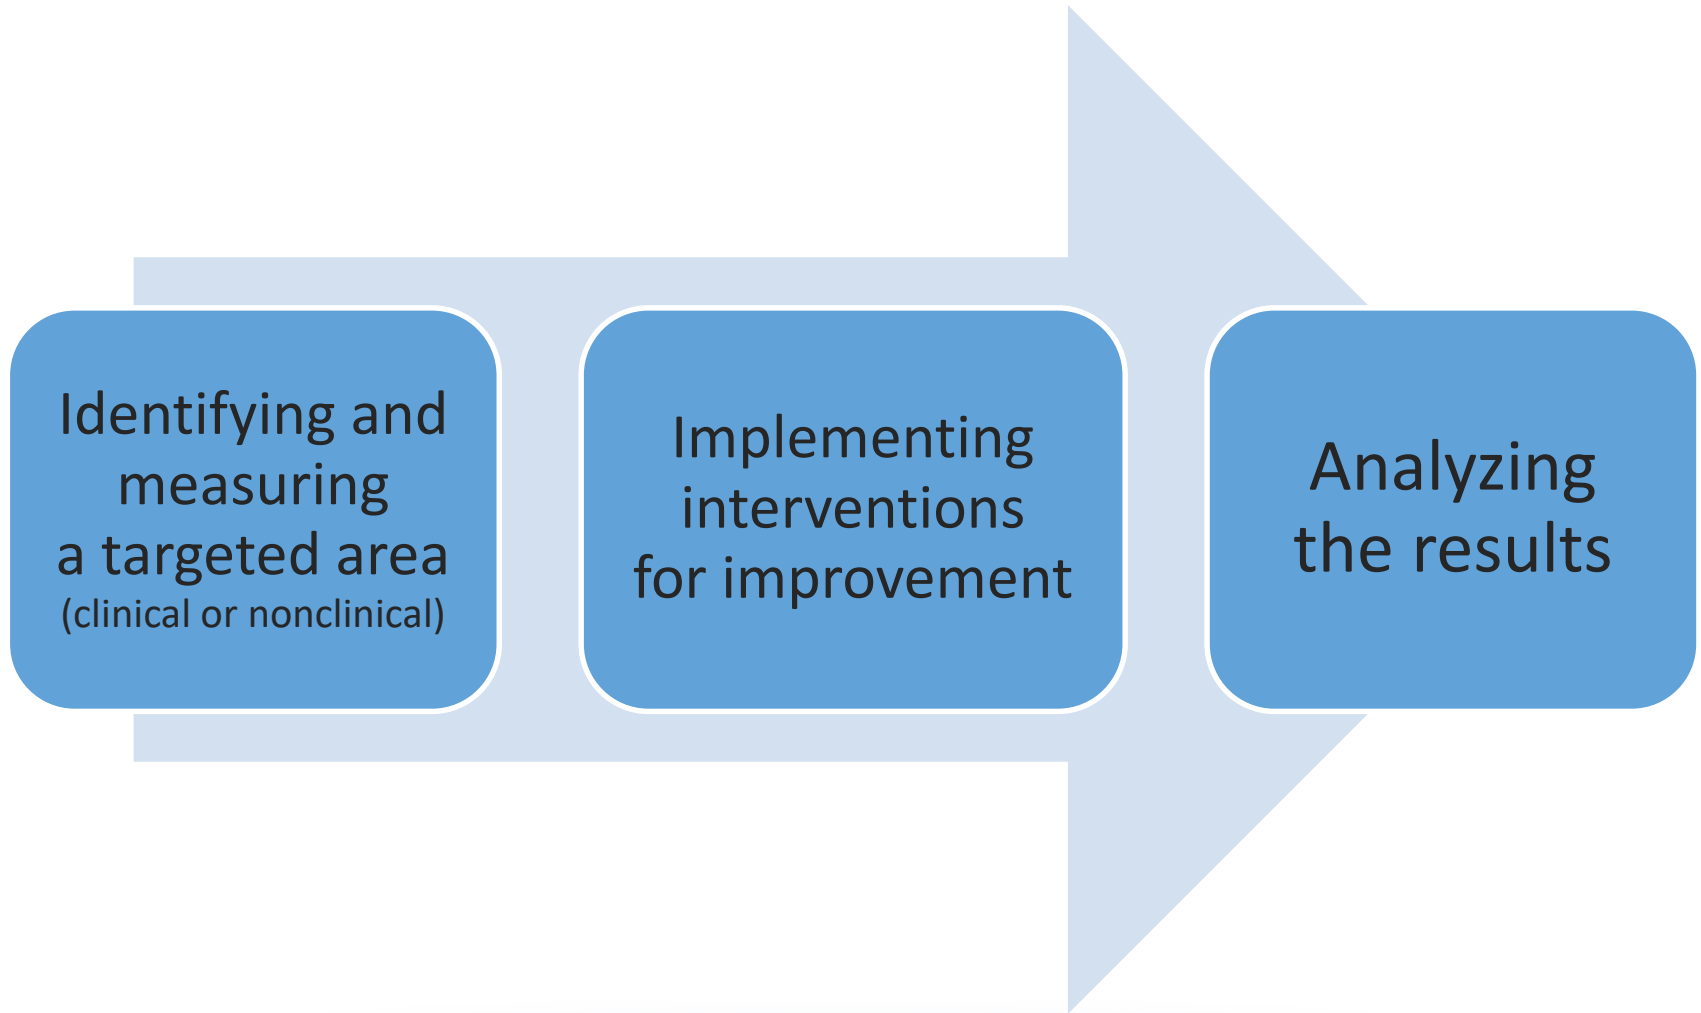 Identifying and
measuring
a targeted area
(clinical or nonclinical)
Implementing
interventions
for improvement
Analyzing
the results